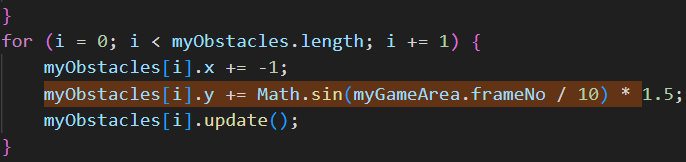 }
for (i = 0; i < myObstacles.length; i += 1) {
    myObstacles[i].x += -1;
    myObstacles[i].y += Math.sin(myGameArea.frameNo / 10) * 1.5;
    myObstacles[i].update();
}